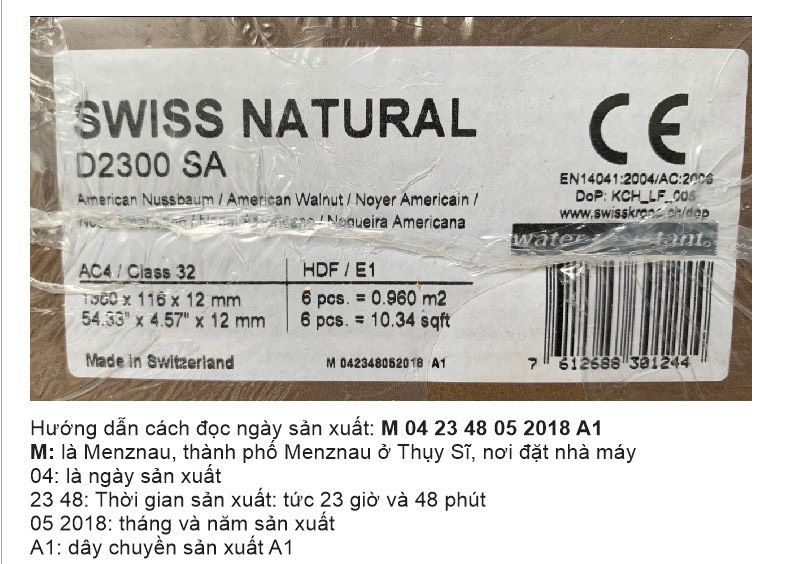 SWISS NATURAL
D2300 SA
American Nussbaum / American Walnut / Noyer Americain /
Nogueira Americana
AC4 / Class 32
HDF / E1
x 116 x 12 mm
6 pcs. = 0.960 m2
54.33" x 4.57" x 12 mm
6 pcs. = 10.34 sqft
Made in Switzerland
M 042348052018 A1
CE
EN14041:2004/AC:2006
DoP: KCH_LF_006
www.swisskrono.ch/dop
water resistant
7 612688 301244
Hướng dẫn cách đọc ngày sản xuất: M 04 23 48 05 2018 A1
M: là Menznau, thành phố Menznau ở Thụy Sĩ, nơi đặt nhà máy
04: là ngày sản xuất
23 48: Thời gian sản xuất: tức 23 giờ và 48 phút
05 2018: tháng và năm sản xuất
A1: dây chuyền sản xuất A1